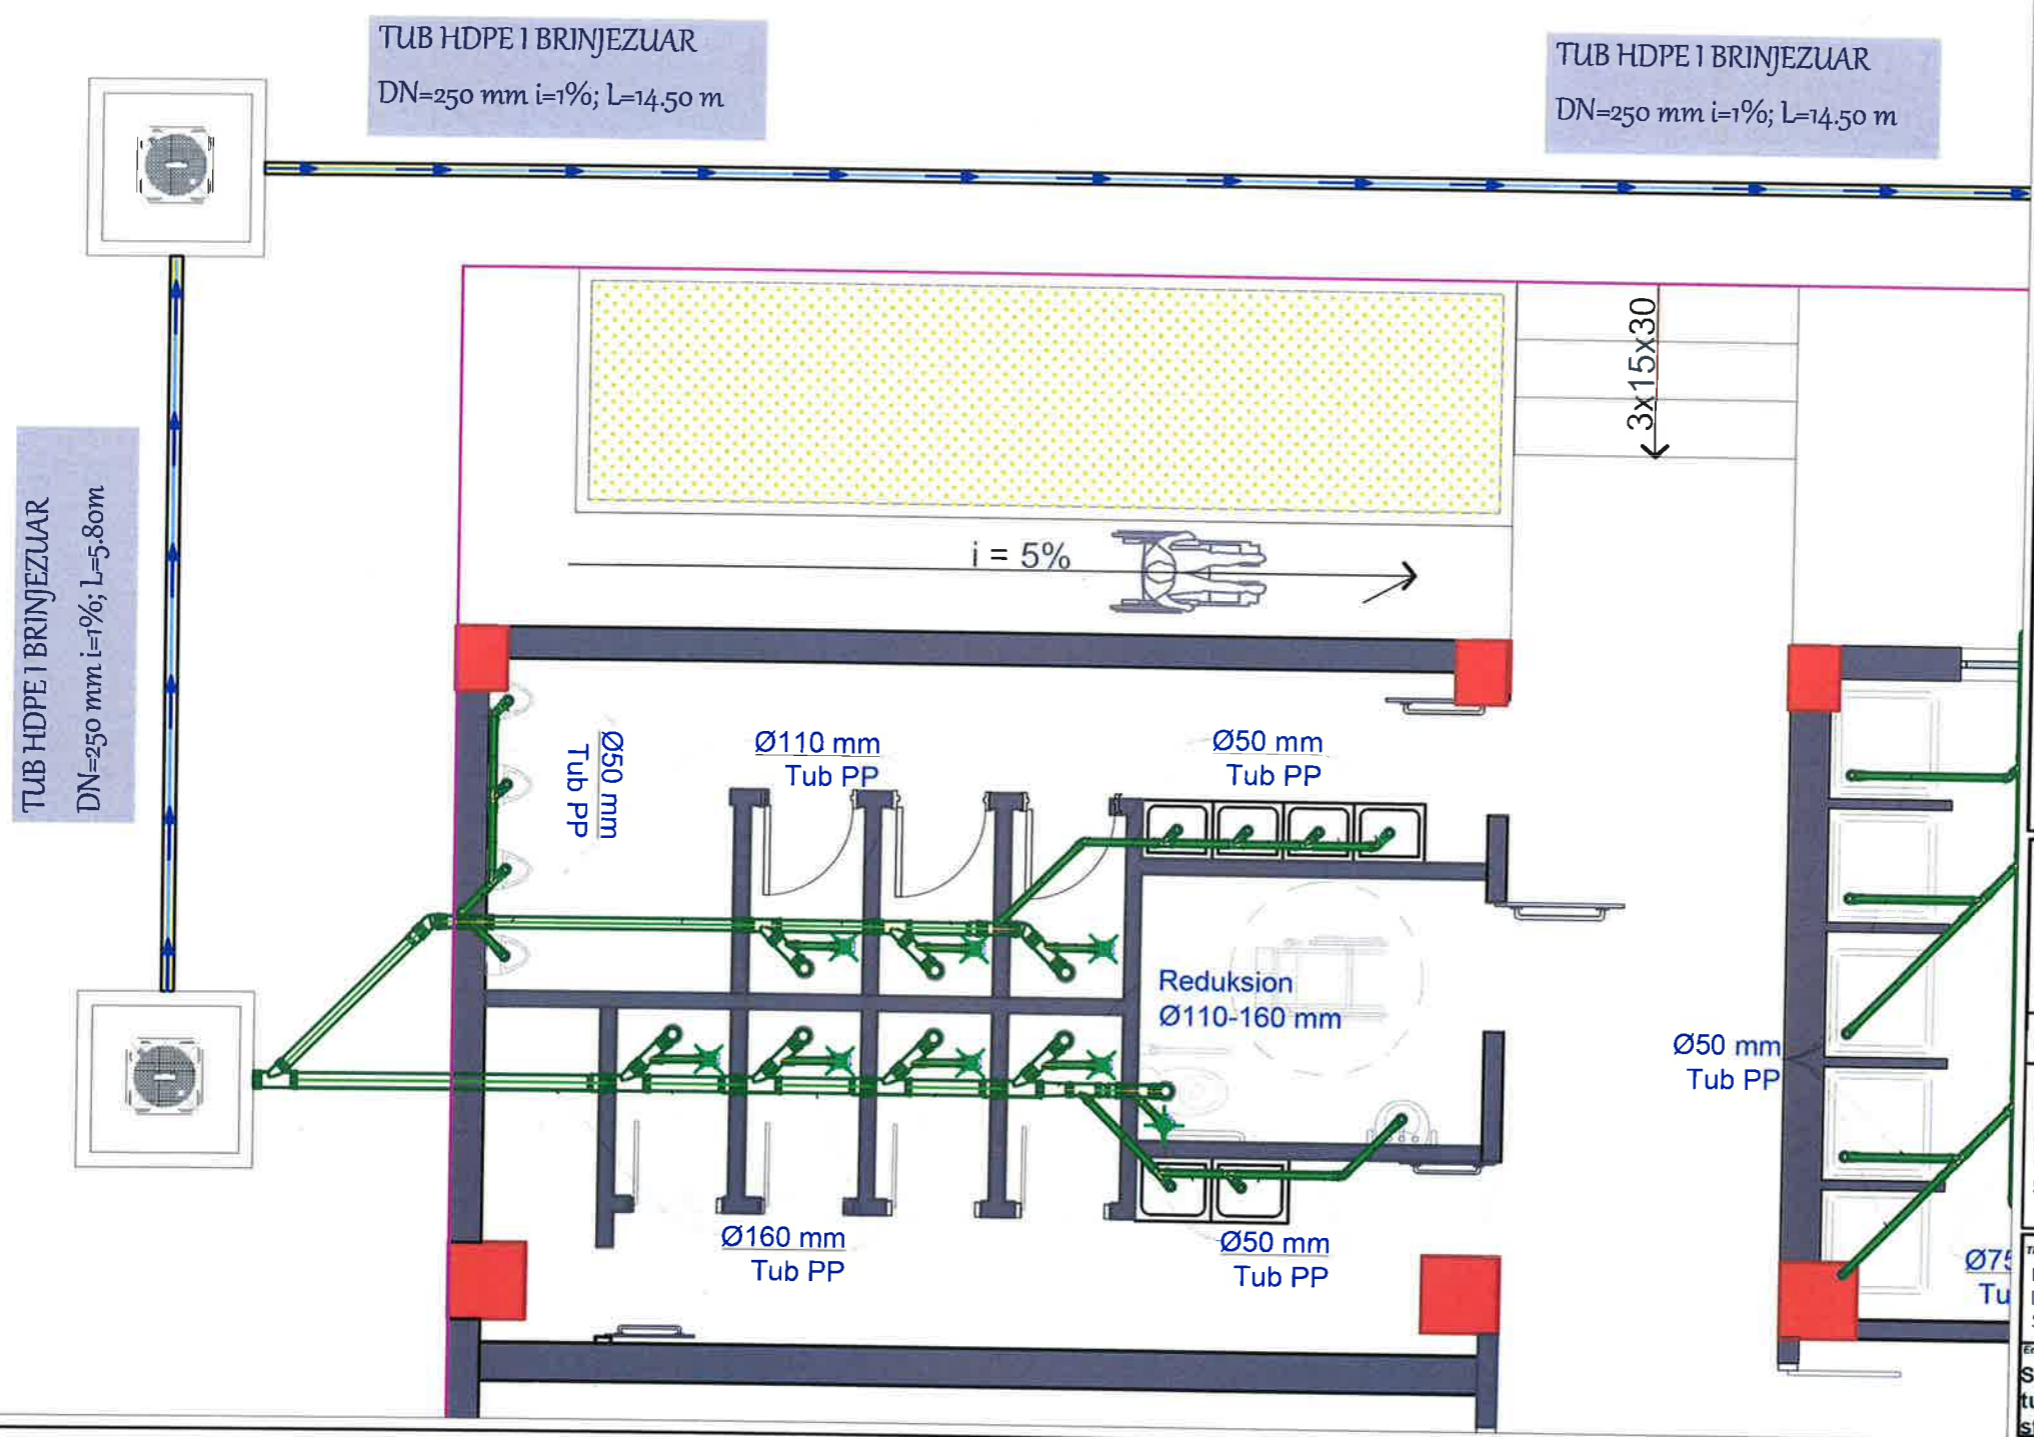 TUB HDPE I BRINJEZUAR
DN=250 mm i=1%; L=14.50 m
TUB HDPE I BRINJEZUAR
DN=250 mm i=1%; L=14.50 m
3x15x30
TUB HDPE I BRINJEZUAR
DN=250 mm i=1%; L=5.80m
i = 5%
Ø50 mm
Tub PP
Ø110 mm
Tub PP
Ø50 mm
Tub PP
Reduksion
Ø110-160 mm
Ø50 mm
Tub PP
Ø160 mm
Tub PP
Ø50 mm
Tub PP
Ø75
Tu